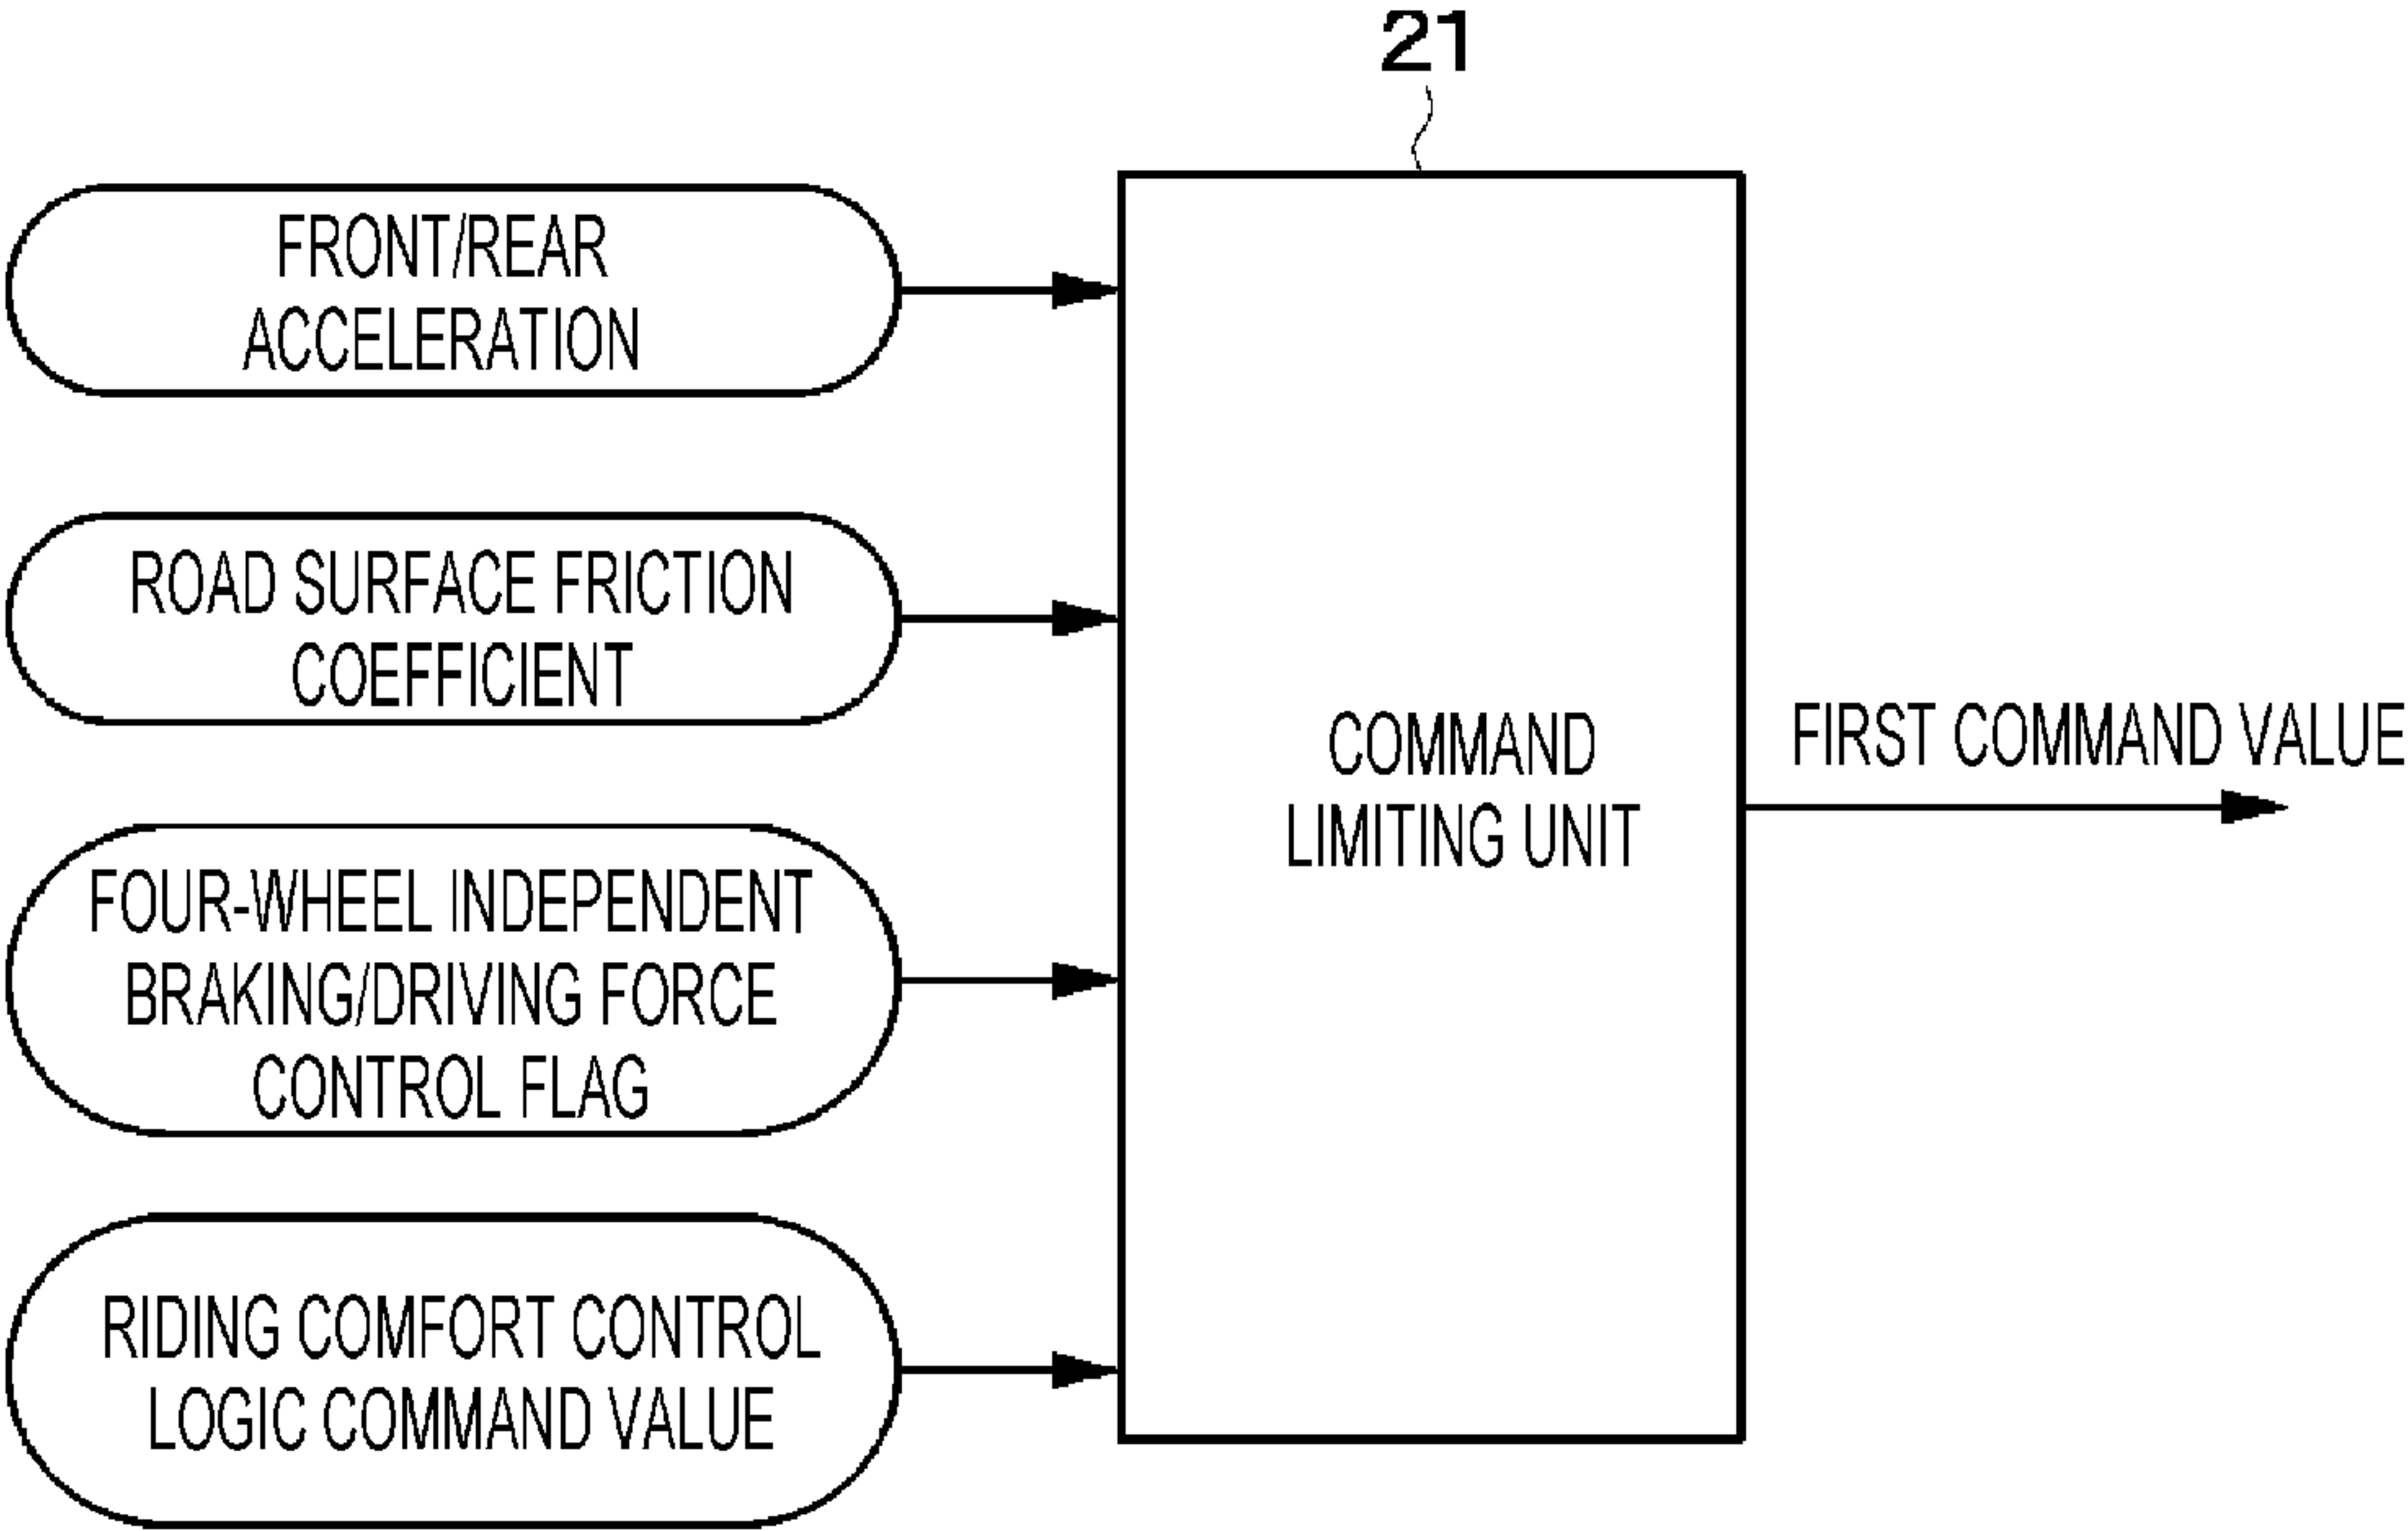 21
FRONT/REAR
ACCELERATION
ROAD SURFACE FRICTION
COEFFICIENT
FOUR-WHEEL INDEPENDENT
BRAKING/DRIVING FORCE
CONTROL FLAG
RIDING COMFORT CONTROL
LOGIC COMMAND VALUE
COMMAND
LIMITING UNIT
FIRST COMMAND VALUE